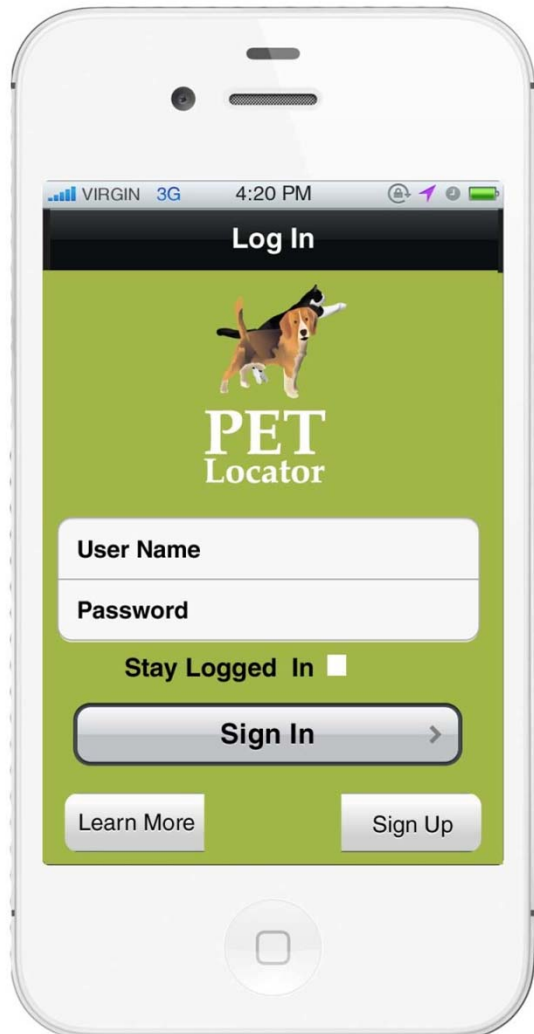 VIRGIN 3G 4:20 PM
Log In
PET
Locator
User Name
Password
Stay Logged In
Sign In
Learn More
Sign Up